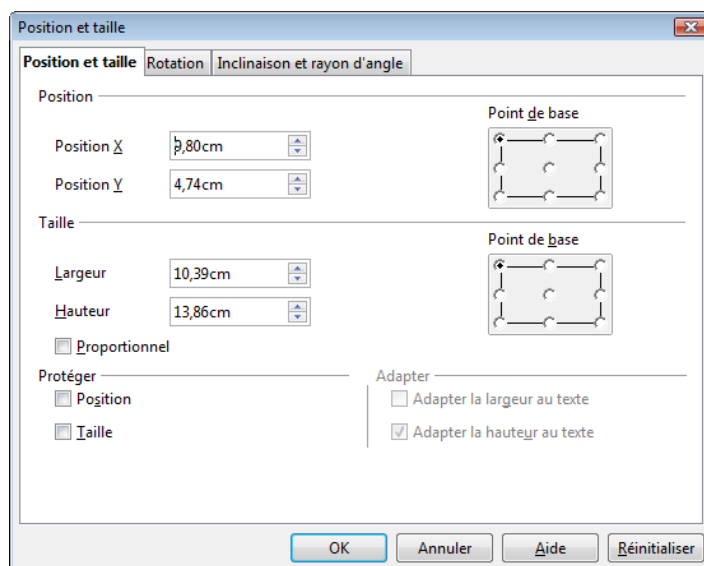 Position et taille
Position et taille Rotation Inclinaison et rayon d'angle
Position
Point de base
Position X 9,80cm
Position Y 4,74cm
Taille
Point de base
Largeur 10,39cm
Hauteur 13,86cm
Proportionnel
Protéger Adapter
Position Adapter la largeur au texte
Taille Adapter la hauteur au texte
OK Annuler Aide Réinitialiser